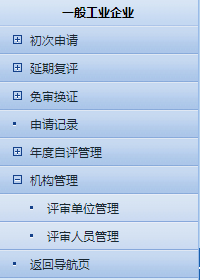 一般工业企业
初次申请
延期复评
免审换证
申请记录
年度自评管理
机构管理
评审单位管理
评审人员管理
返回导航页